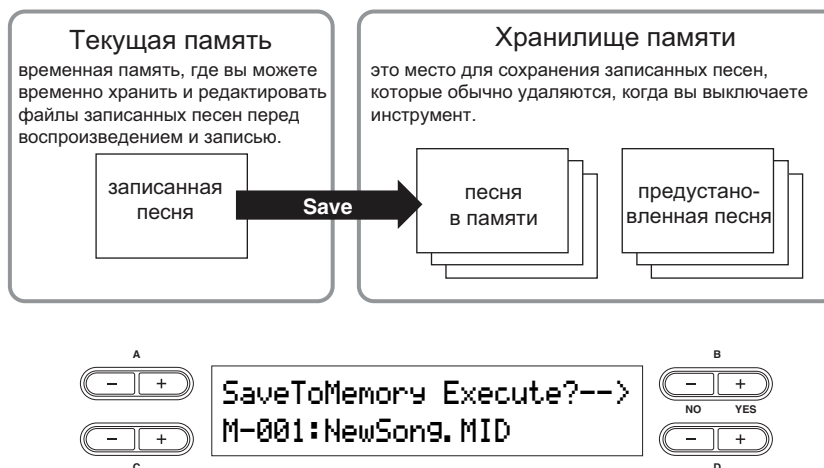 Текущая память
временная память, где вы можете
временно хранить и редактировать
файлы записанных песен перед
воспроизведением и записью.
записанная
песня
Save
Хранилище памяти
это место для сохранения записанных песен,
которые обычно удаляются, когда вы выключаете
инструмент.
песня
в памяти
предустано-
вленная песня
A
B
- +
SaveToMemory Execute?-->
- +
NO YES
- +
M-001:NewSong.MID
- +
C
D